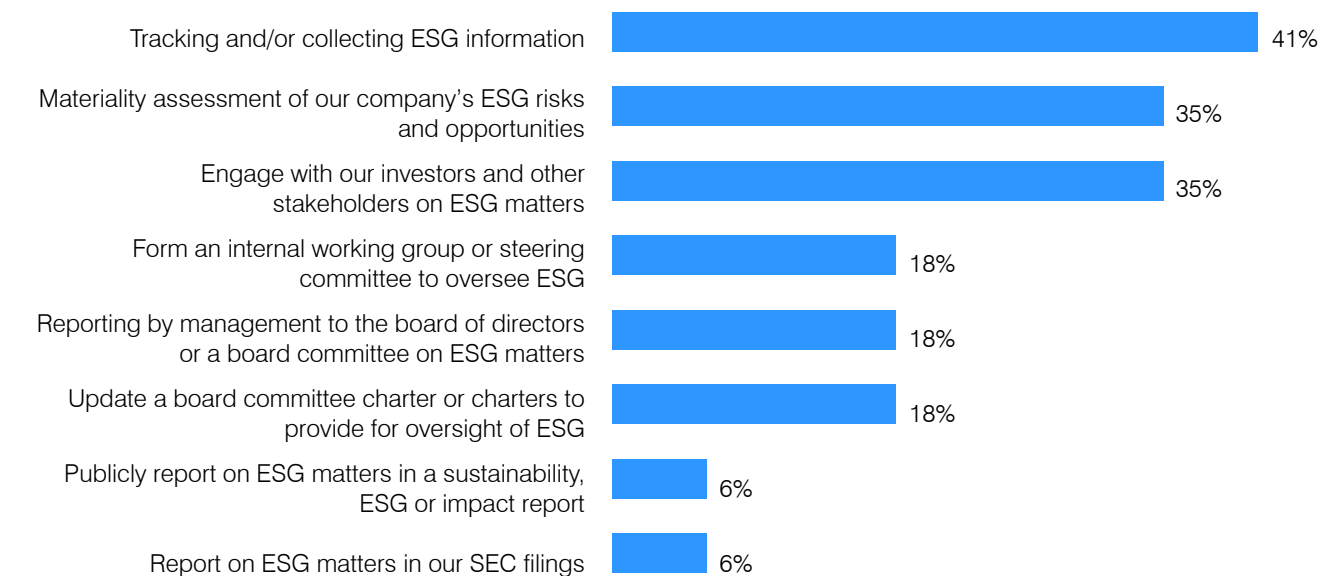 Tracking and/or collecting ESG information
41%
Materiality assessment of our company’s ESG risks
and opportunities
35%
Engage with our investors and other
stakeholders on ESG matters
35%
Form an internal working group or steering
committee to oversee ESG
18%
Reporting by management to the board of directors
or a board committee on ESG matters
18%
Update a board committee charter or charters to
provide for oversight of ESG
18%
Publicly report on ESG matters in a sustainability,
ESG or impact report
6%
Report on ESG matters in our SEC filings
6%